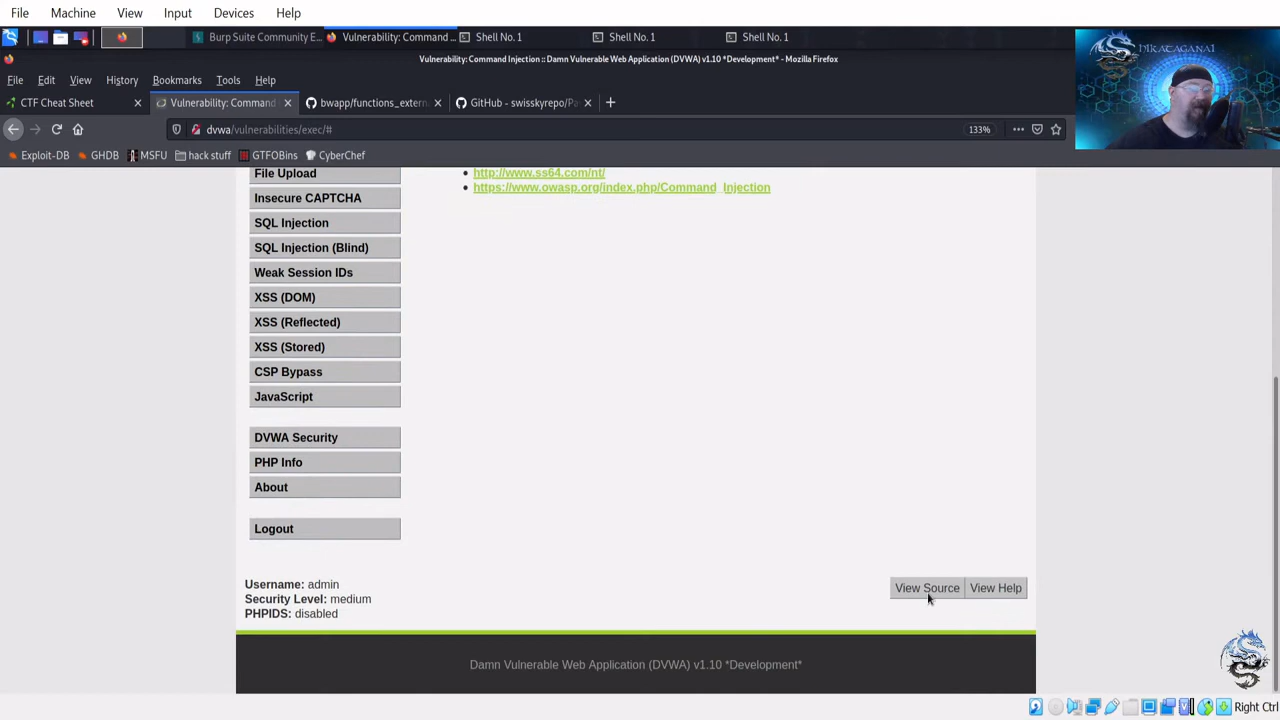 File Machine View Input Devices Help
Burp Suite Community E... Vulnerability: Command ... Shell No. 1 Shell No. 1 Shell No. 1
HIKATAGANAI
Vulnerability: Command Injection :: Damn Vulnerable Web Application (DVWA) v1.10 *Development* - Mozilla Firefox
File Edit View History Bookmarks Tools Help
CTF Cheat Sheet Vulnerability: Command bwapp/functions_extern GitHub - swisskyrepo/Pa
dvwa/vulnerabilities/exec/# 133%
Exploit-DB GHDB MSFU hack stuff GTFOBins CyberChef
File Upload
http://www.ss64.com/nt/
https://www.owasp.org/index.php/Command_Injection
Insecure CAPTCHA
SQL Injection
SQL Injection (Blind)
Weak Session IDs
XSS (DOM)
XSS (Reflected)
XSS (Stored)
CSP Bypass
JavaScript
DVWA Security
PHP Info
About
Logout
Username: admin
Security Level: medium
PHPIDS: disabled
View Source View Help
Damn Vulnerable Web Application (DVWA) v1.10 *Development*
Right Ctrl